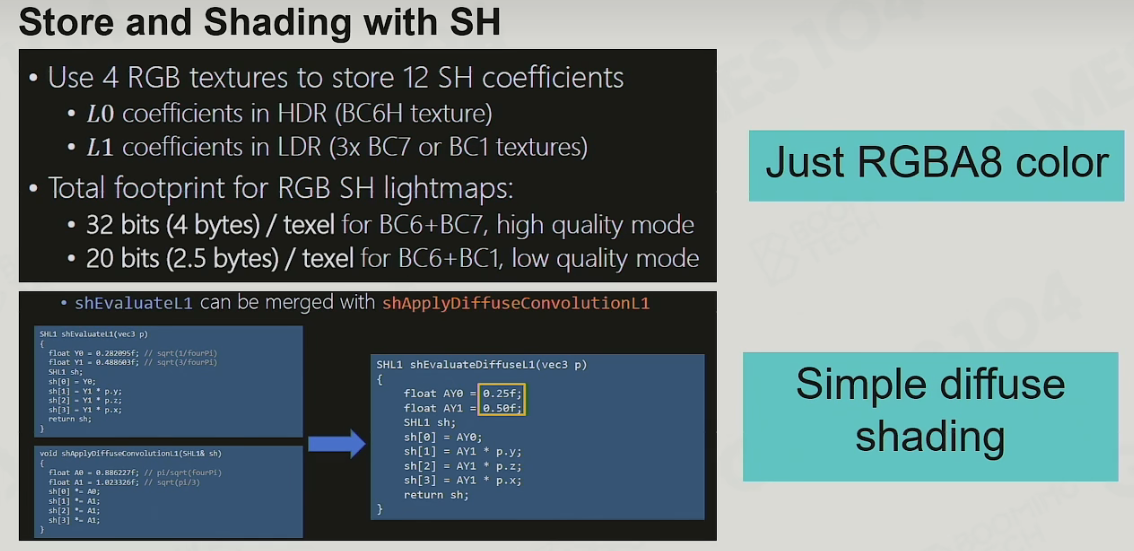 Store and Shading with SH
• Use 4 RGB textures to store 12 SH coefficients
• L0 coefficients in HDR (BC6H texture)
• L1 coefficients in LDR (3x BC7 or BC1 textures)
• Total footprint for RGB SH lightmaps:
• 32 bits (4 bytes) / texel for BC6+BC7, high quality mode
• 20 bits (2.5 bytes) / texel for BC6+BC1, low quality mode
Just RGBA8 color
• shEvaluateL1 can be merged with shApplyDiffuseConvolutionL1
SHL1 shEvaluateL1(vec3 p)
{
float Y0 = 0.282095f; // sqrt(1/fourPi)
float Y1 = 0.488603f; // sqrt(3/fourPi)
SHL1 sh;
sh[0] = Y0;
sh[1] = Y1 * p.y;
sh[2] = Y1 * p.z;
sh[3] = Y1 * p.x;
return sh;
}
void shApplyDiffuseConvolutionL1(SHL1& sh)
{
float A0 = 0.886227f; // pi/sqrt(fourPi)
float A1 = 1.023326f; // sqrt(pi/3)
sh[0] *= A0;
sh[1] *= A1;
sh[2] *= A1;
sh[3] *= A1;
}
SHL1 shEvaluateDiffuseL1(vec3 p)
{
float AY0 = 0.25f;
float AY1 = 0.50f;
SHL1 sh;
sh[0] = AY0;
sh[1] = AY1 * p.y;
sh[2] = AY1 * p.z;
sh[3] = AY1 * p.x;
return sh;
}
Simple diffuse
shading